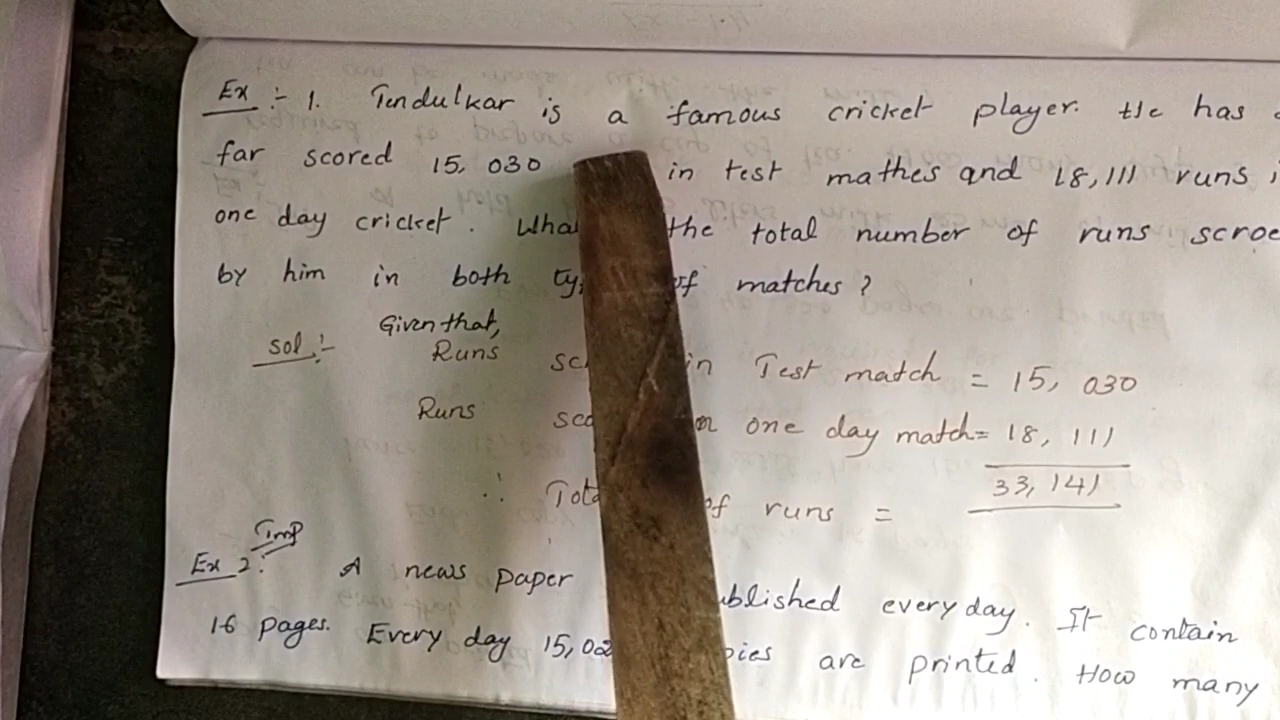 Ex :- 1. Tendulkar is a famous cricket player. He has
far scored 15,030 in test mathes and 18,111 runs
one day cricket. the total number of runs
by him in both of matches?
Sol :- Given that,
Runs in Test match = 15,030
Runs one day match = 18,111
33,141
∴ of runs =
Imp
Ex 2: A news paper every day. It contain
16 pages. Every day are printed. How many